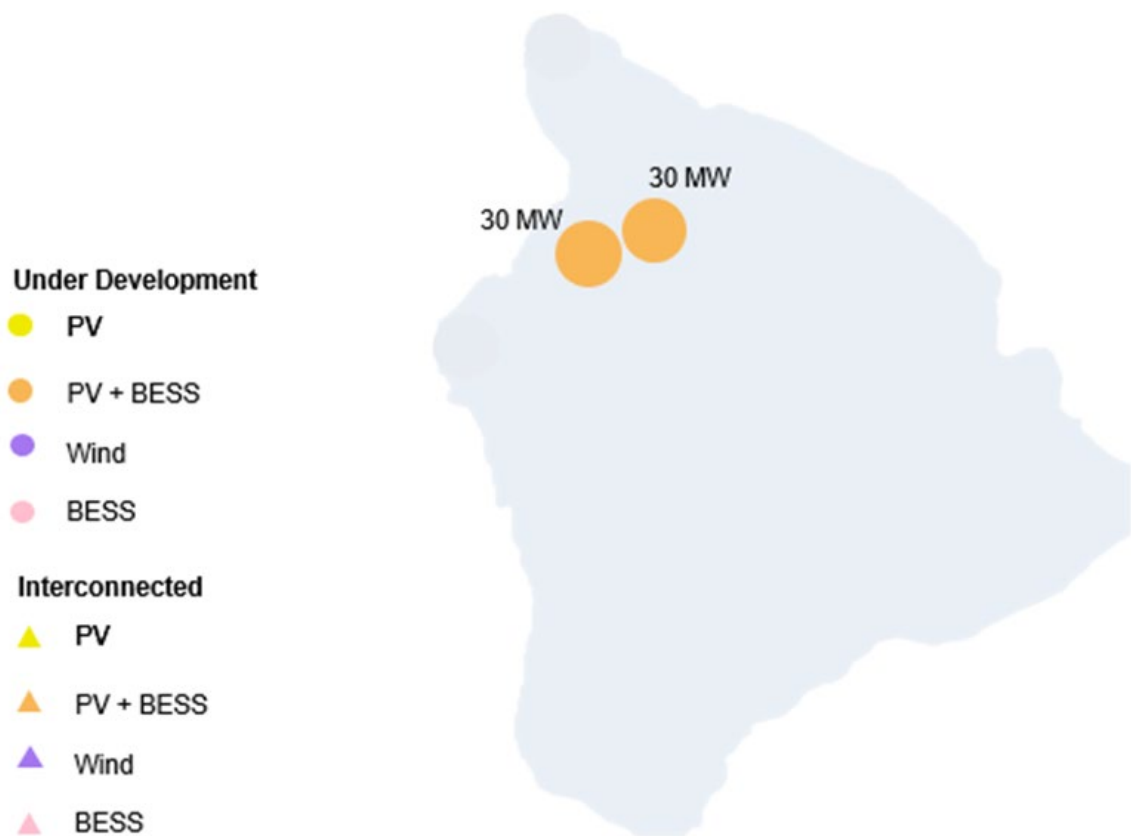 30 MW
30 MW
Under Development
PV
PV + BESS
Wind
BESS
Interconnected
PV
PV + BESS
Wind
BESS